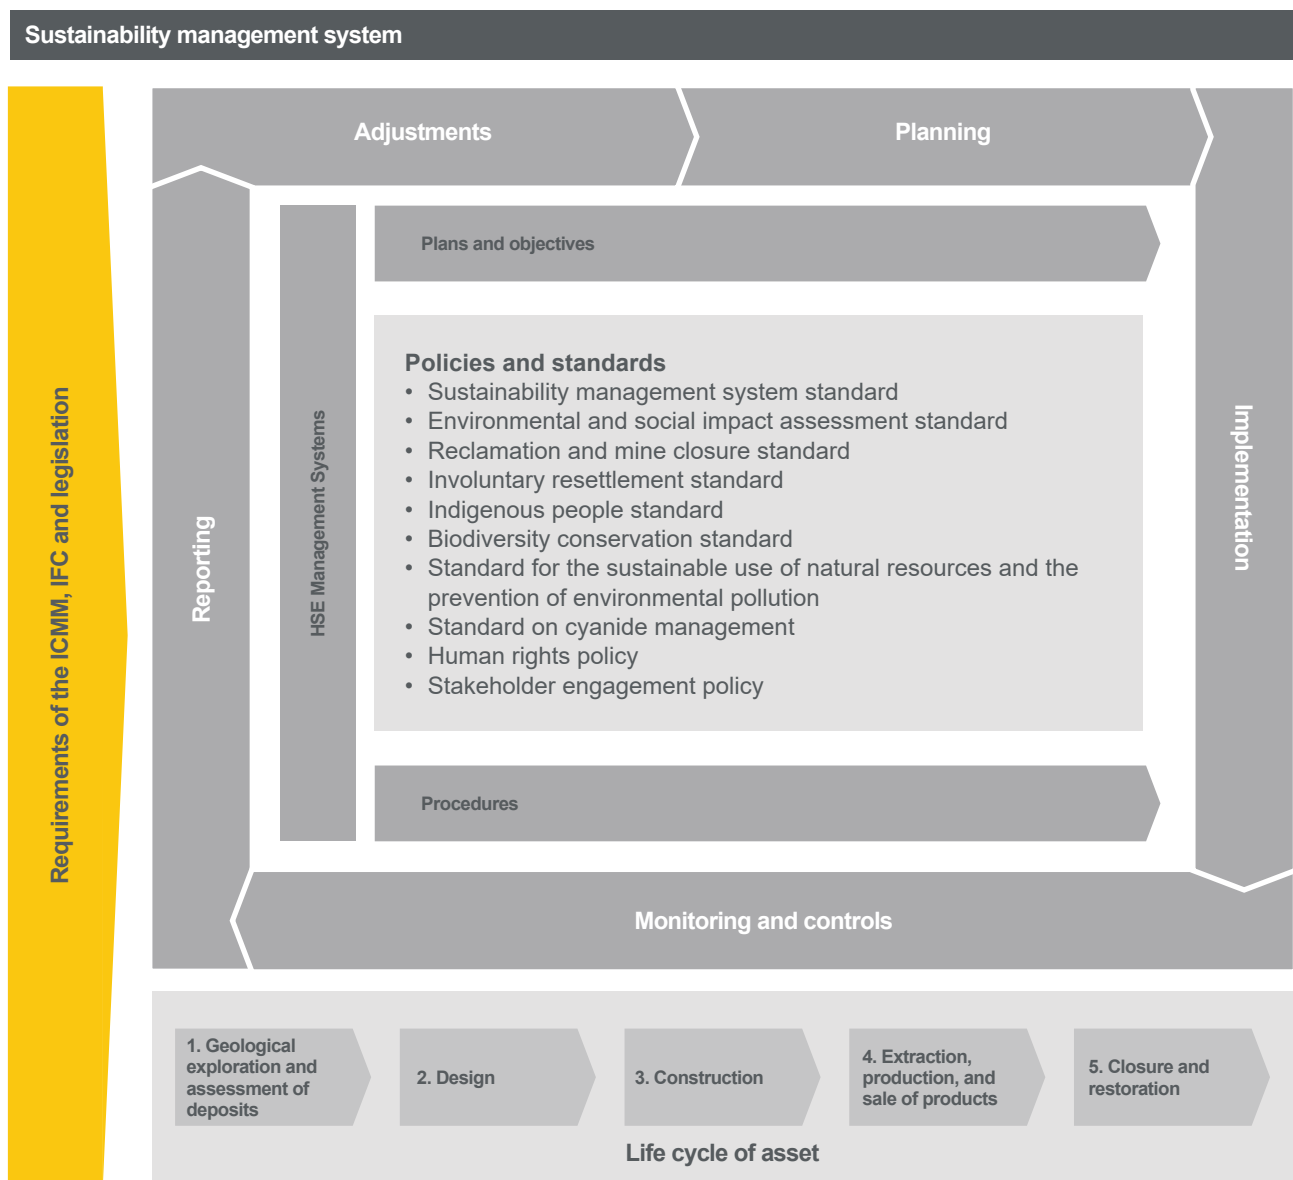 Sustainability management system
Requirements of the ICMM, IFC and legislation
Adjustments
Planning
Implementation
Monitoring and controls
Reporting
HSE Management Systems
Plans and objectives
Policies and standards
• Sustainability management system standard
• Environmental and social impact assessment standard
• Reclamation and mine closure standard
• Involuntary resettlement standard
• Indigenous people standard
• Biodiversity conservation standard
• Standard for the sustainable use of natural resources and the
prevention of environmental pollution
• Standard on cyanide management
• Human rights policy
• Stakeholder engagement policy
Procedures
1. Geological
exploration and
assessment of
deposits
2. Design
3. Construction
4. Extraction,
production, and
sale of products
5. Closure and
restoration
Life cycle of asset